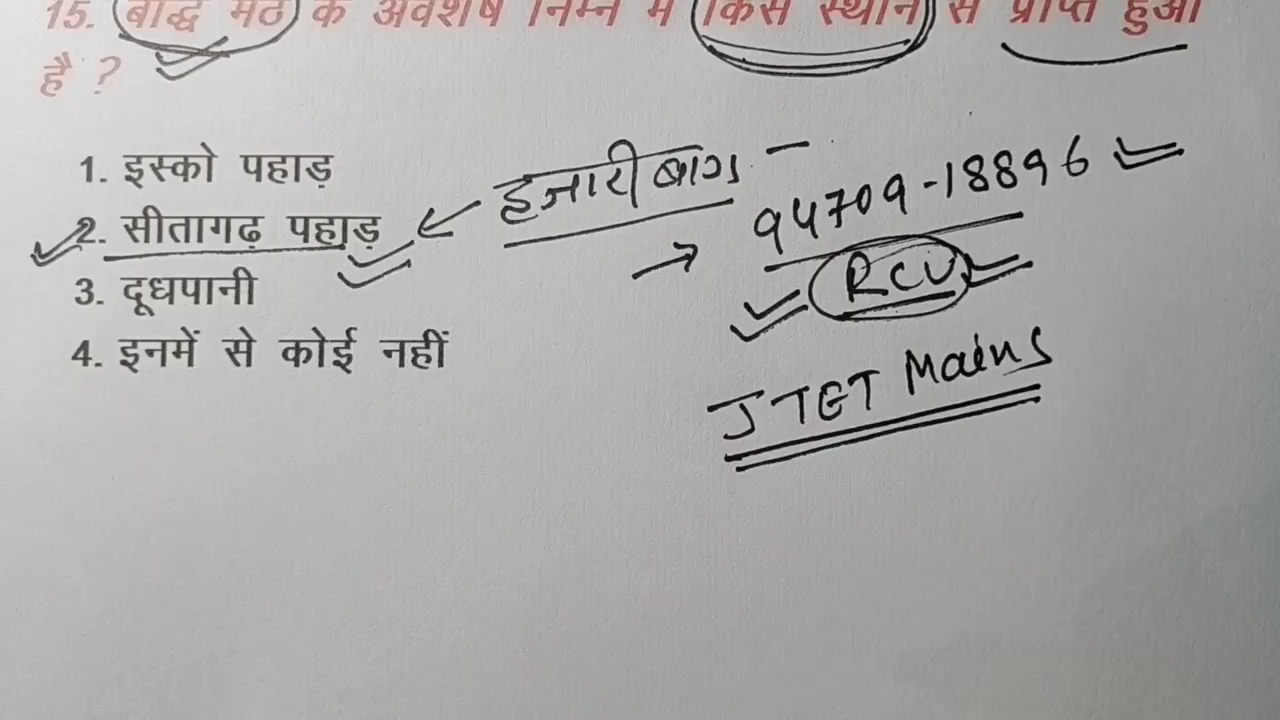 15. बौद्ध मठ के अवशेष निम्न में किस स्थान से प्राप्त हुआ
है ?
1. इस्को पहाड़
2. सीतागढ़ पहाड़
हजारीबाग -
94709-18896
3. दूधपानी
RCU
4. इनमें से कोई नहीं
JTET Mains